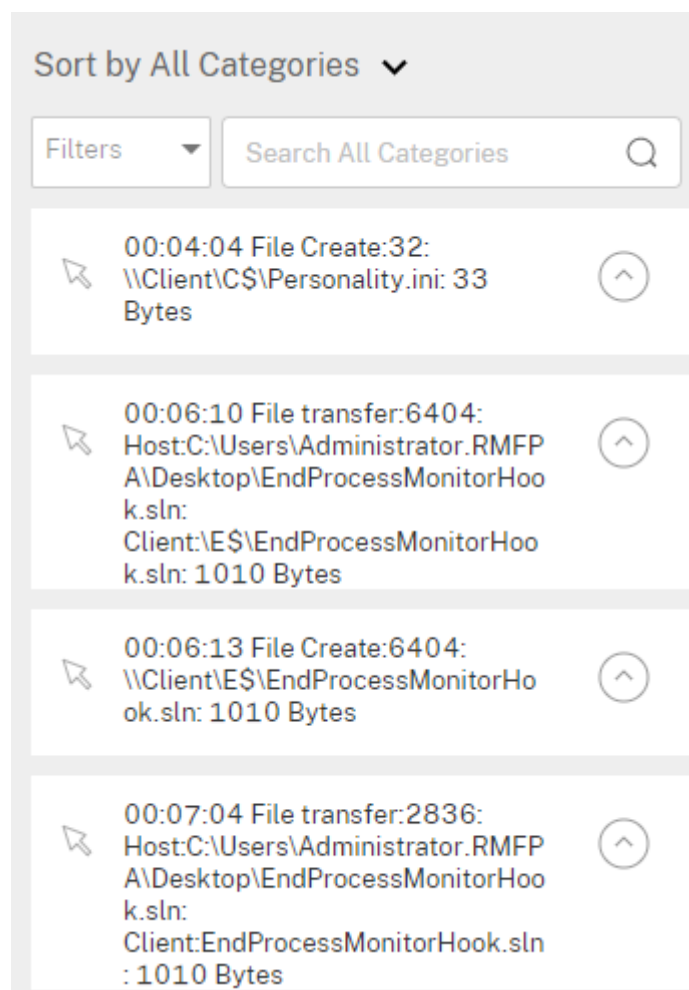 Sort by All Categories
Filters
Search All Categories
00:04:04 File Create:32:
\\Client\C$\Personality.ini: 33
Bytes
00:06:10 File transfer:6404:
Host:C:\Users\Administrator.RMFP
A\Desktop\EndProcessMonitorHoo
k.sln:
Client:\E$\EndProcessMonitorHoo
k.sln: 1010 Bytes
00:06:13 File Create:6404:
\\Client\E$\EndProcessMonitorHo
ok.sln: 1010 Bytes
00:07:04 File transfer:2836:
Host:C:\Users\Administrator.RMFP
A\Desktop\EndProcessMonitorHoo
k.sln:
Client:EndProcessMonitorHook.sln
: 1010 Bytes